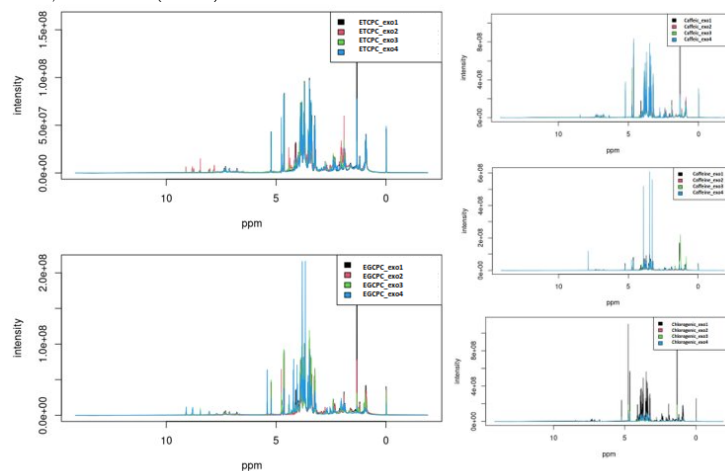 ETCPC_exo1
ETCPC_exo2
ETCPC_exo3
ETCPC_exo4
intensity
0.0e+00 5.0e+07 1.0e+08 1.5e+08
10 5 0
ppm
EGCPC_exo1
EGCPC_exo2
EGCPC_exo3
EGCPC_exo4
intensity
0.0e+00 1.0e+08 2.0e+08
10 5 0
ppm
Caffeic_exo1
Caffeic_exo2
Caffeic_exo3
Caffeic_exo4
intensity
0e+00 4e+08 8e+08
10 5 0
ppm
Caffeine_exo1
Caffeine_exo2
Caffeine_exo3
Caffeine_exo4
intensity
0e+00 2e+08 4e+08 6e+08
10 5 0
ppm
Chlorogenic_exo1
Chlorogenic_exo2
Chlorogenic_exo3
Chlorogenic_exo4
intensity
0e+00 4e+08 8e+08
10 5 0
ppm